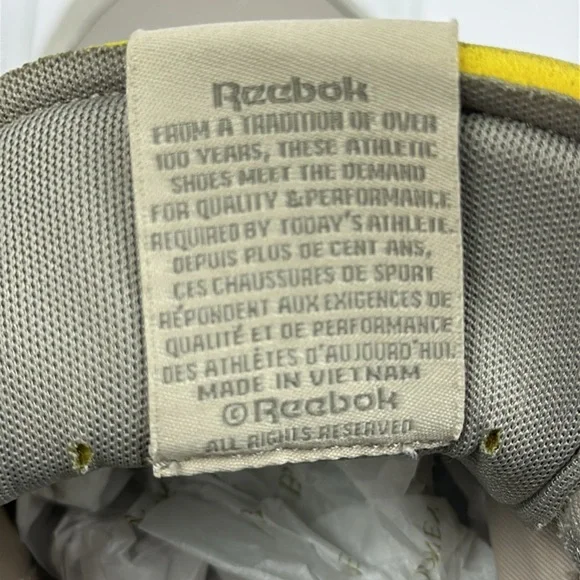 Reebok
FROM A TRADITION OF OVER
100 YEARS, THESE ATHLETIC
SHOES MEET THE DEMAND
FOR QUALITY & PERFORMANCE
REQUIRED BY TODAY'S ATHLETE.
DEPUIS PLUS DE CENT ANS,
CES CHAUSSURES DE SPORT
RÉPONDENT AUX EXIGENCES DE
QUALITÉ ET DE PERFORMANCE
DES ATHLÈTES D'AUJOURD'HUI.
MADE IN VIETNAM
©Reebok
ALL RIGHTS RESERVED